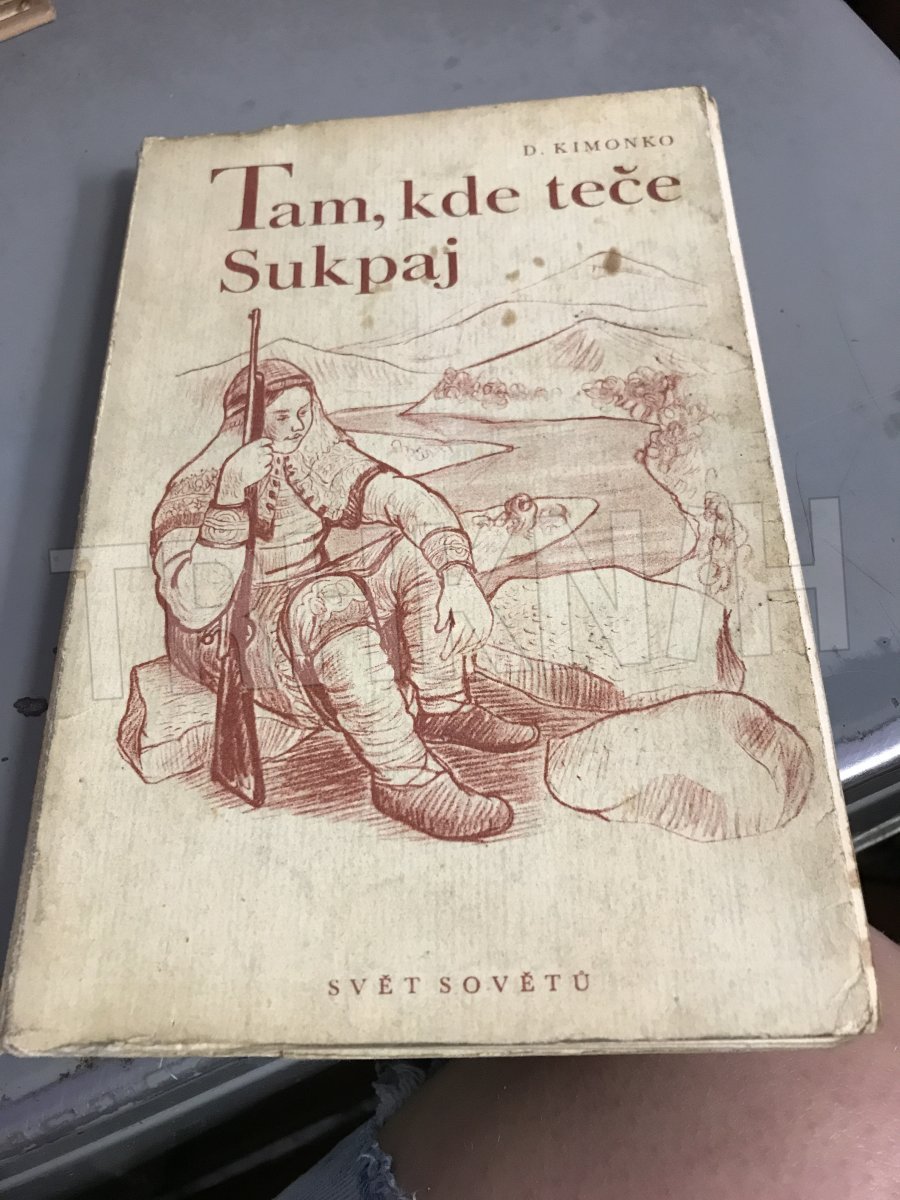 D. KIMONKO
Tam, kde teče
Sukpaj
SVĚT SOVĚTŮ